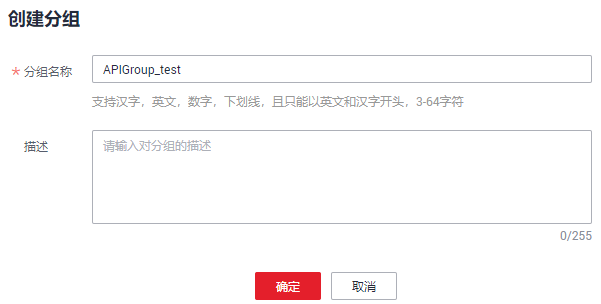 创建分组
* 分组名称
APIGroup_test
支持汉字，英文，数字，下划线，且只能以英文和汉字开头，3-64字符
描述
请输入对分组的描述
0/255
确定
取消